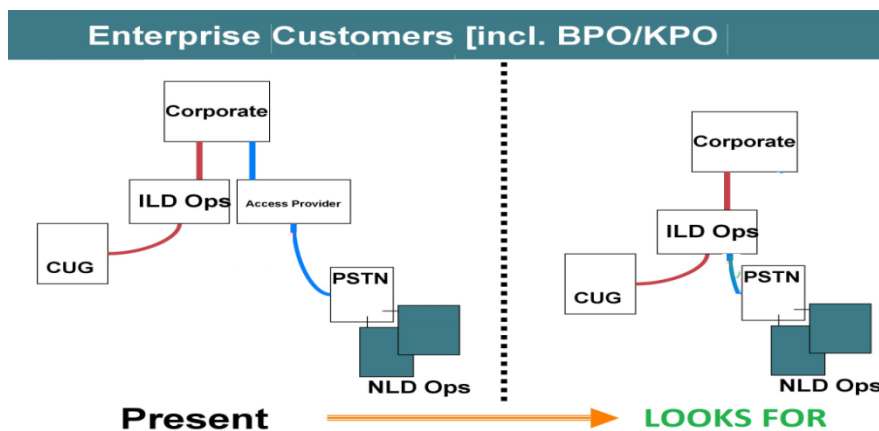 Enterprise Customers [incl. BPO/KPO
Corporate
ILD Ops
Access Provider
CUG
PSTN
NLD Ops
Present
Corporate
ILD Ops
CUG
PSTN
NLD Ops
LOOKS FOR